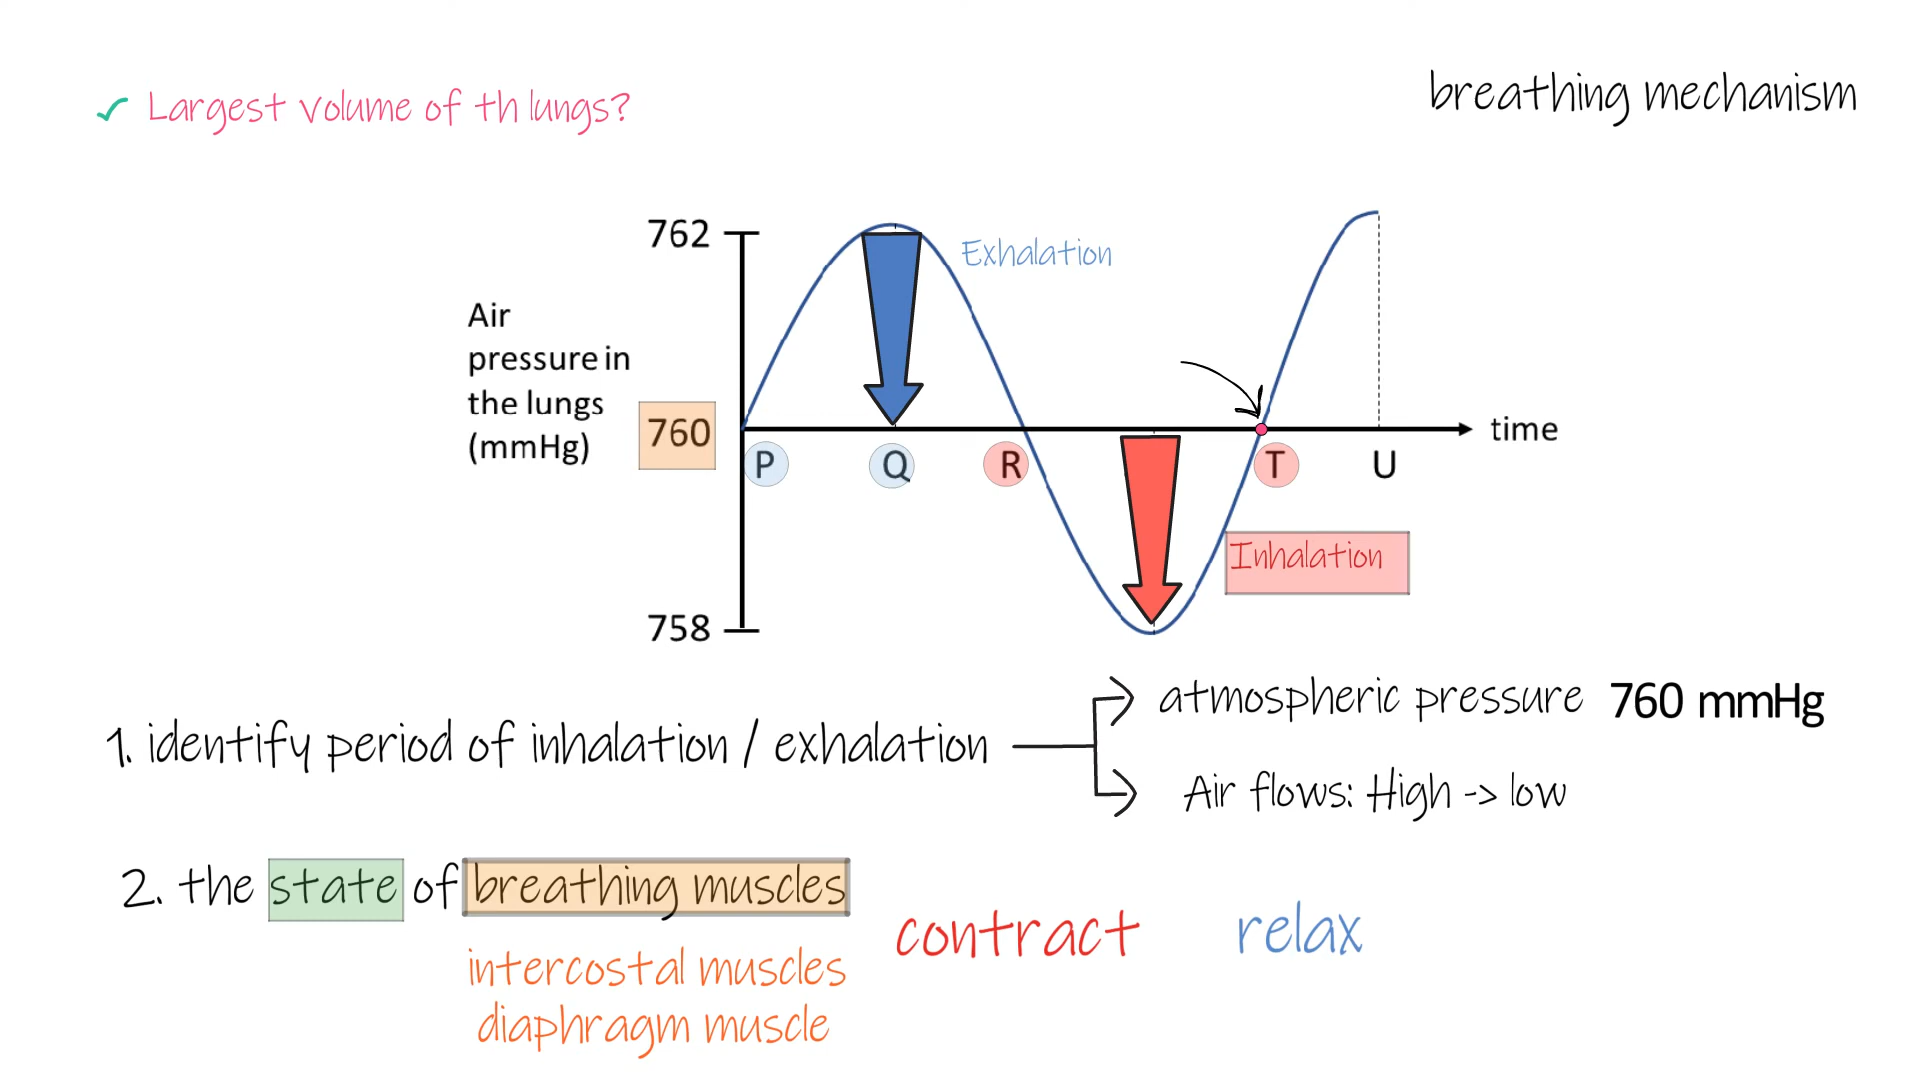 ✓ Largest volume of th lungs?
breathing mechanism
762
Exhalation
Air
pressure in
the lungs
(mmHg)
760
time
P
Q
R
T
U
Inhalation
758
atmospheric pressure 760 mmHg
1. identify period of inhalation / exhalation
Air flows: High -> low
2. the state of breathing muscles
contract
relax
intercostal muscles
diaphragm muscle